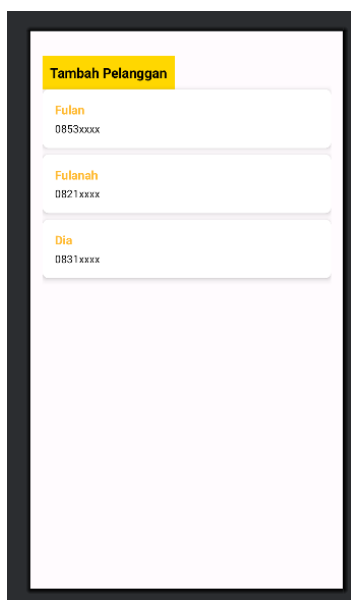 Tambah Pelanggan
Fulan
0853xxxx
Fulanah
0821xxxx
Dia
0831xxxx